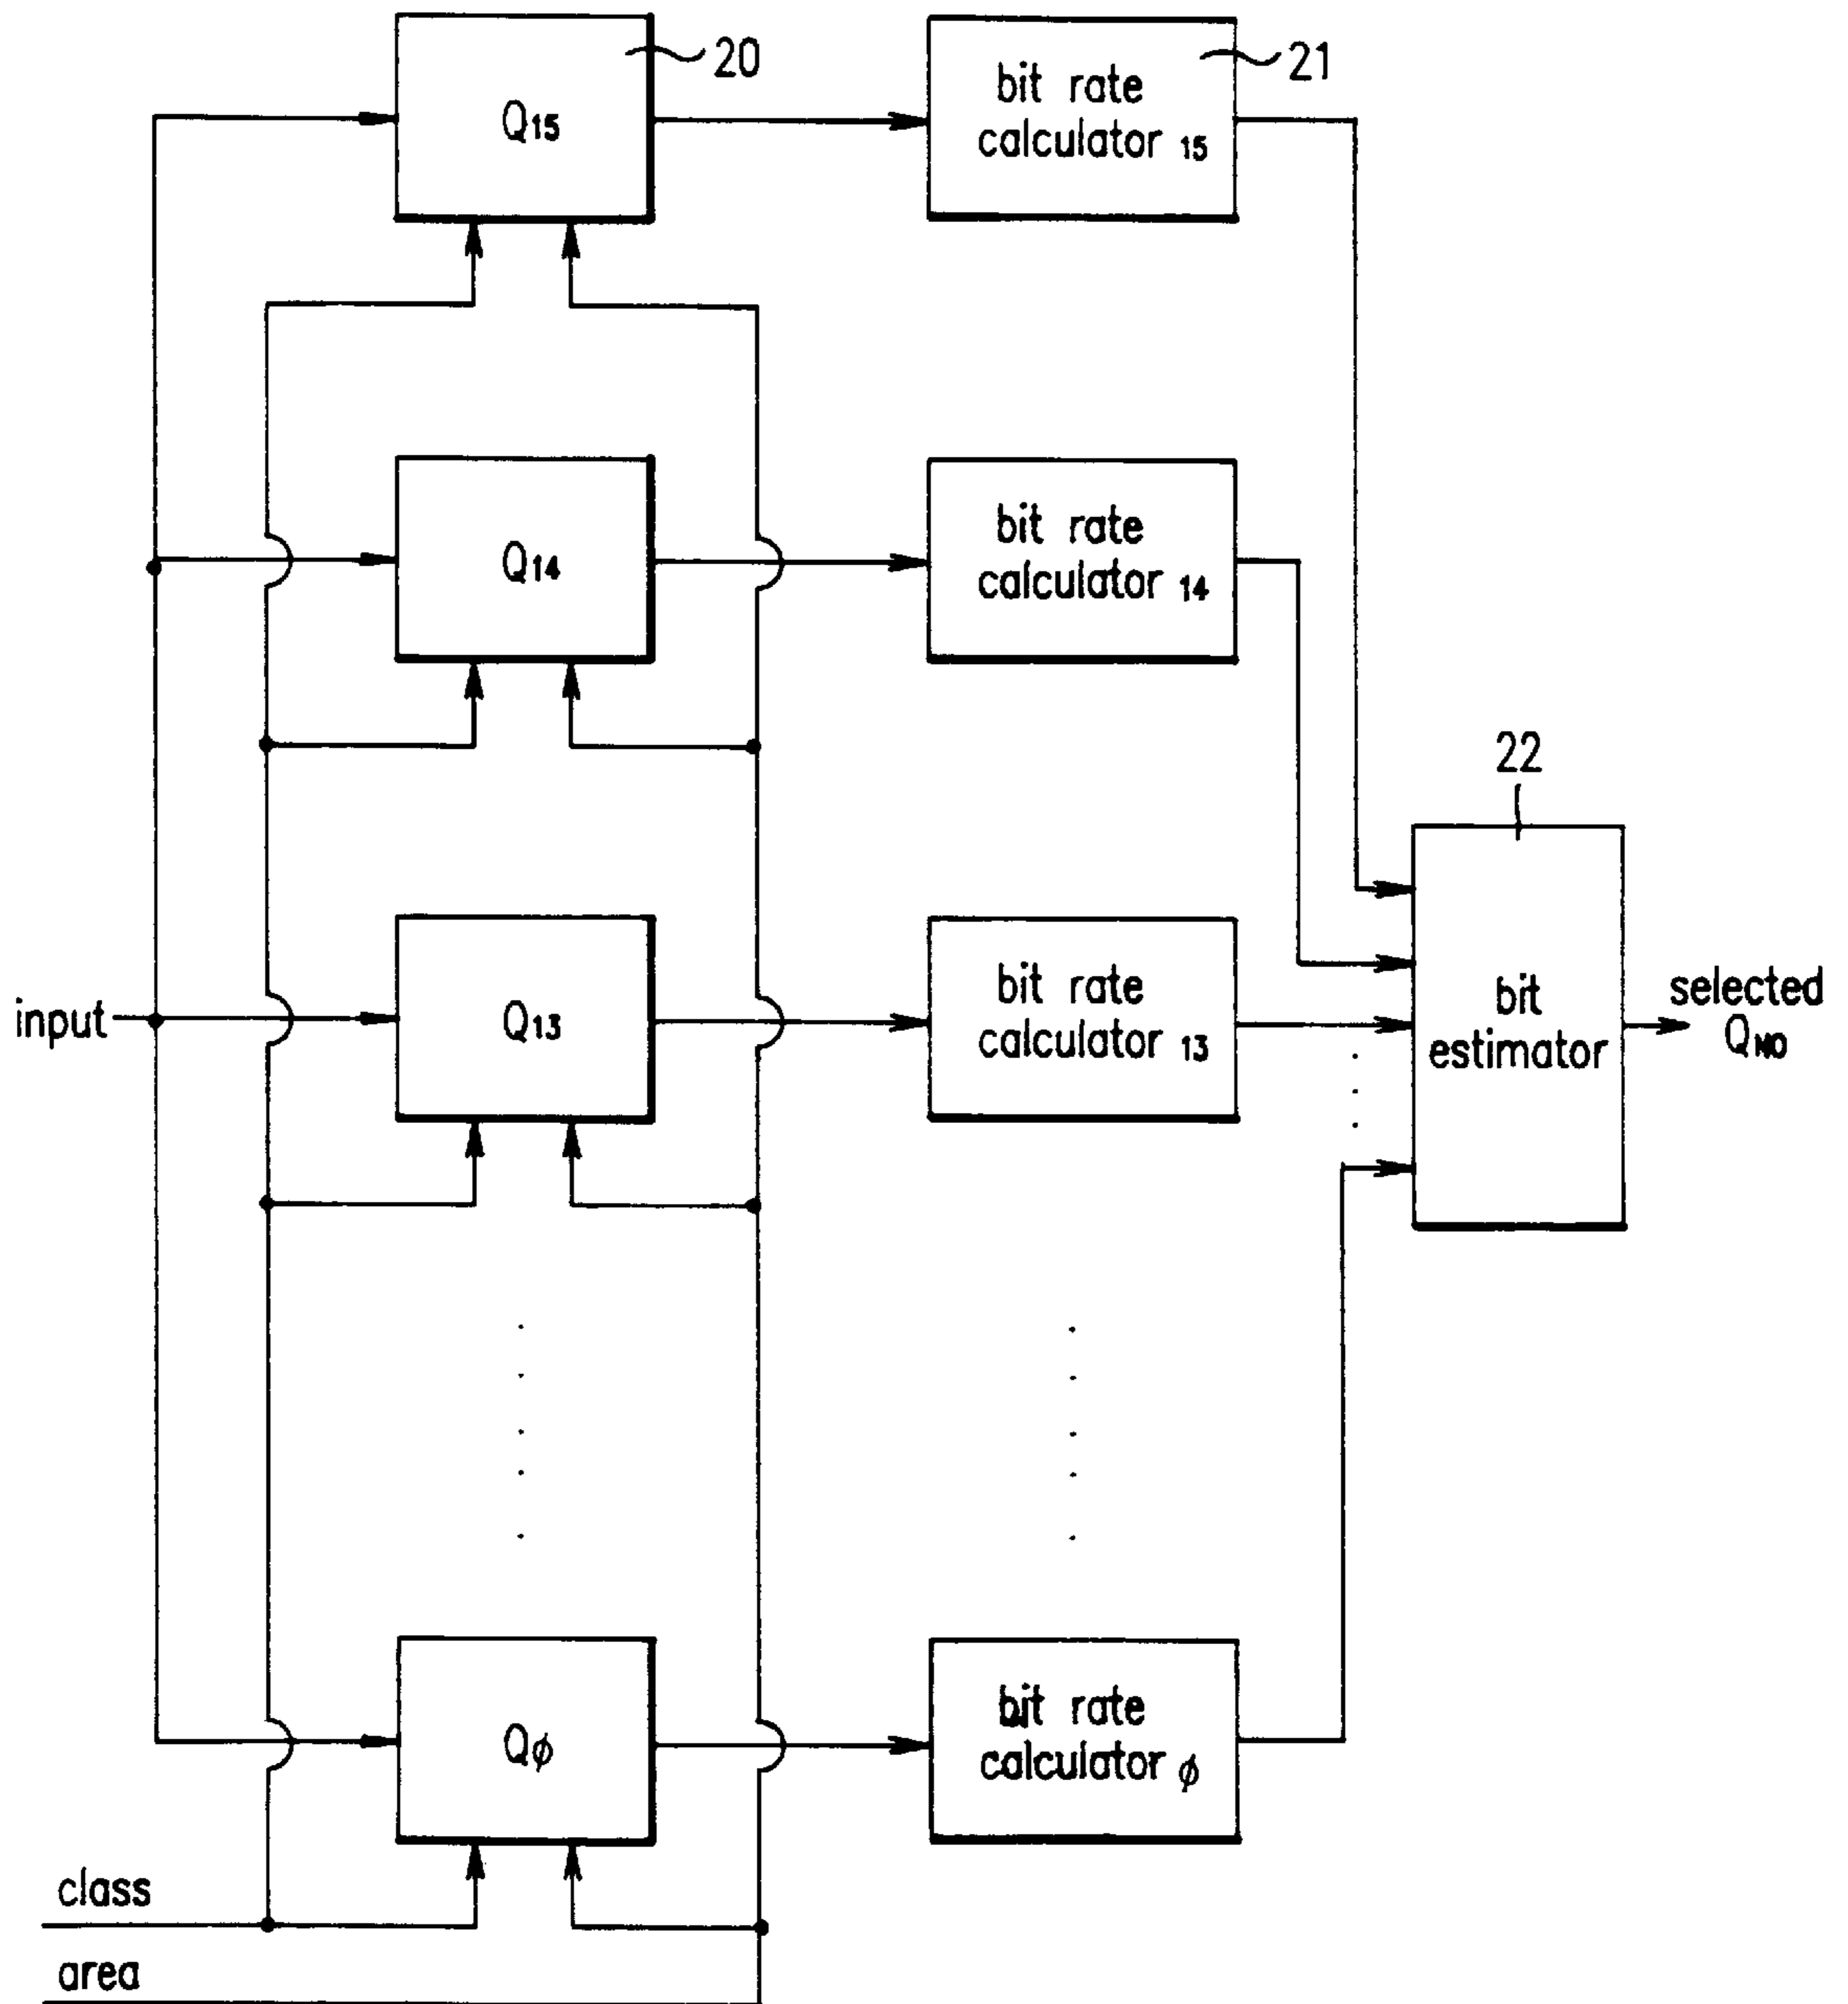 20
21
Q15
bit rate
calculator 15
Q14
bit rate
calculator 14
22
input
Q13
bit rate
calculator 13
bit
estimator
selected
QNO
Qϕ
bit rate
calculator ϕ
class
area